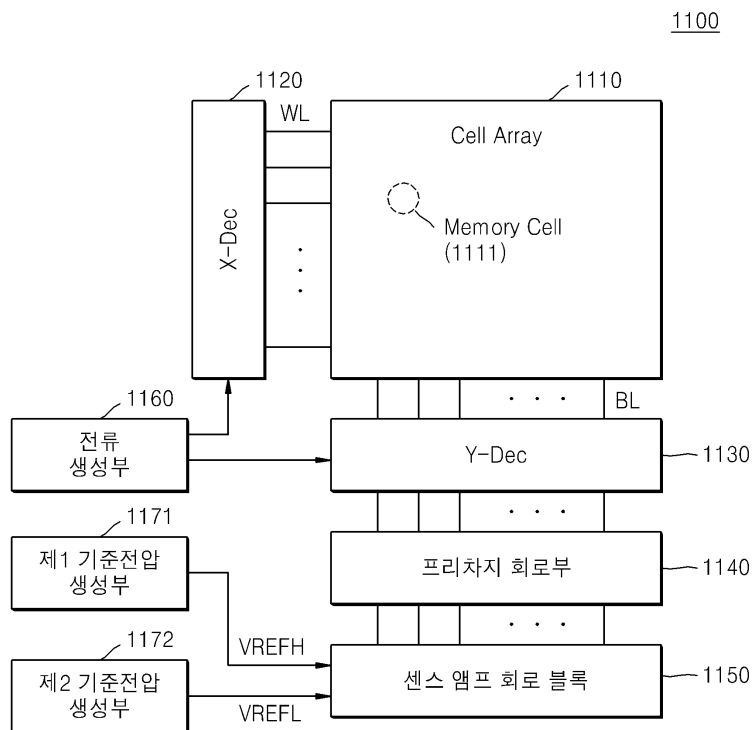 1100
1120
1110
WL
Cell Array
X-Dec
Memory Cell
(1111)
1160
BL
전류
생성부
Y-Dec
1130
1171
제1 기준전압
생성부
프리차지 회로부
1140
1172
VREFH
제2 기준전압
생성부
센스 앰프 회로 블록
1150
VREFL